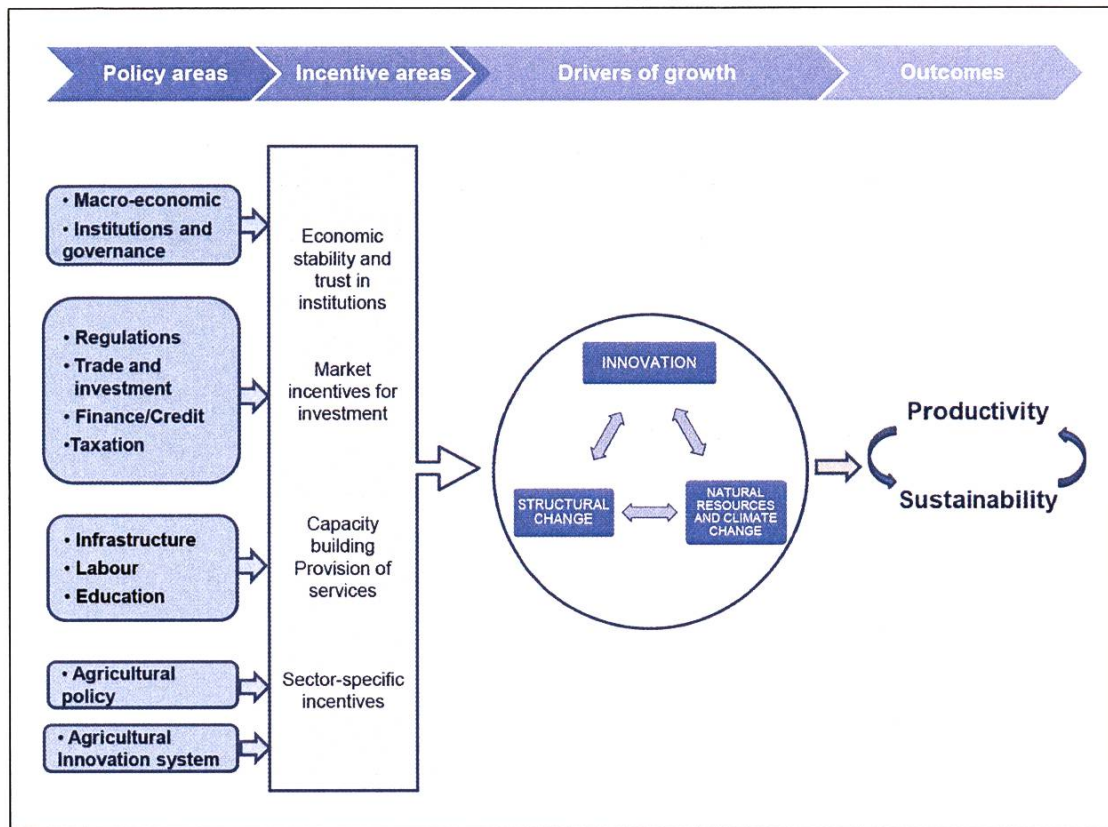 Policy areas
Incentive areas
Drivers of growth
Outcomes
• Macro-economic
• Institutions and
governance
• Regulations
• Trade and
investment
• Finance/Credit
•Taxation
• Infrastructure
• Labour
• Education
• Agricultural
policy
• Agricultural
Innovation system
Economic
stability and
trust in
institutions
Market
incentives for
investment
Capacity
building
Provision of
services
Sector-specific
incentives
INNOVATION
STRUCTURAL
CHANGE
NATURAL
RESOURCES
AND CLIMATE
CHANGE
Productivity
Sustainability